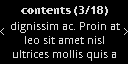 contents (3/18)
dignissim ac. Proin at
< leo sit amet nisl >
ultrices mollis quis a